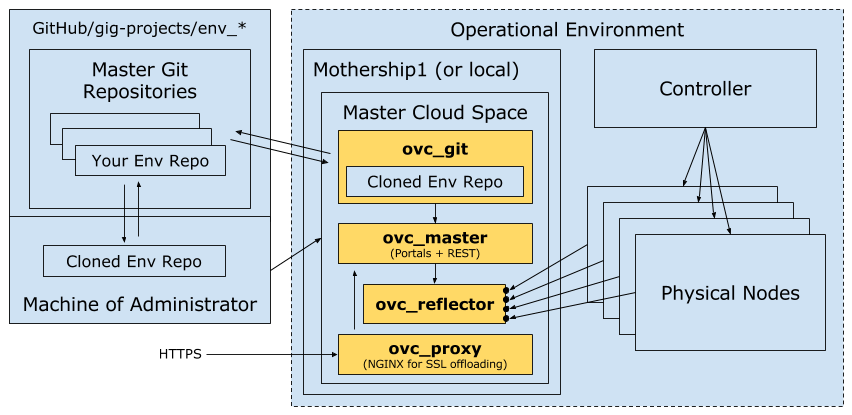 GitHub/gig-projects/env_*
Master Git
Repositories
Your Env Repo
Cloned Env Repo
Machine of Administrator
HTTPS
Operational Environment
Mothership1 (or local)
Master Cloud Space
ovc_git
Cloned Env Repo
ovc_master
(Portals + REST)
ovc_reflector
ovc_proxy
(NGINX for SSL offloading)
Controller
Physical Nodes